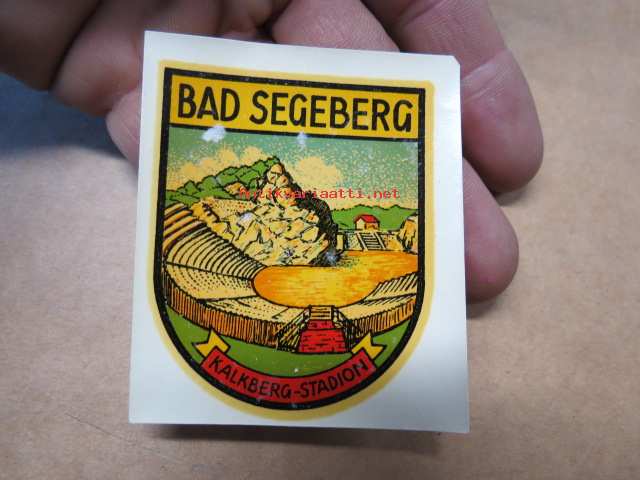 BAD SEGEBERG
antikvariaatti.net
KALKBERG-STADION